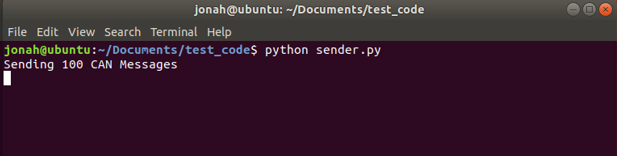 jonah@ubuntu: ~/Documents/test_code
File Edit View Search Terminal Help
jonah@ubuntu:~/Documents/test_code$ python sender.py
Sending 100 CAN Messages